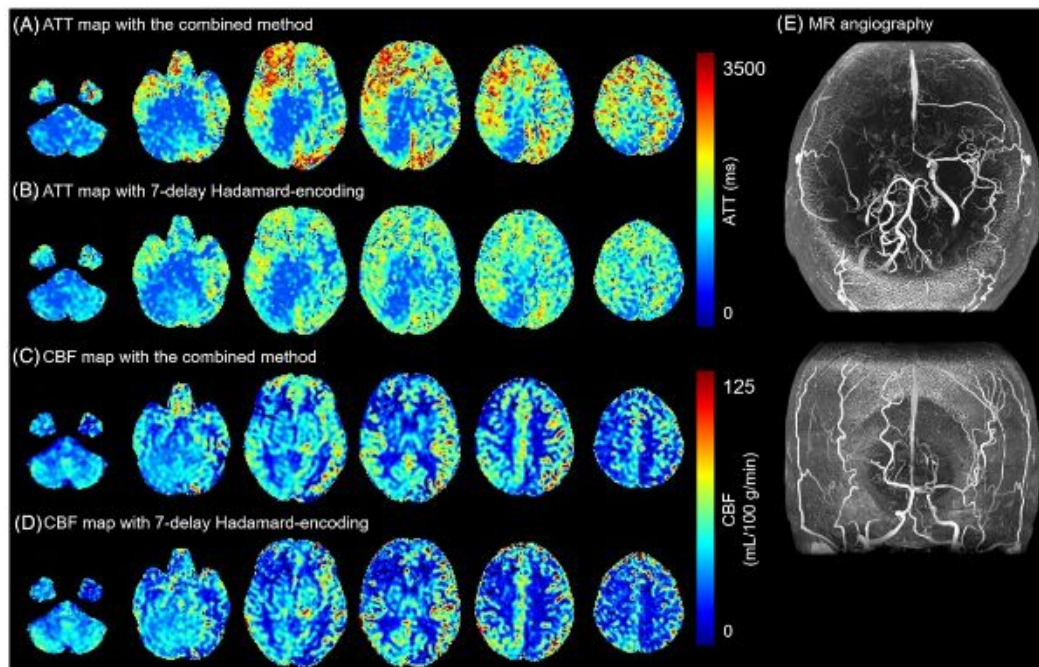 (A) ATT map with the combined method
(E) MR angiography
3500
ATT (ms)
0
(B) ATT map with 7-delay Hadamard-encoding
(C) CBF map with the combined method
125
CBF
(mL/100 g/min)
0
(D) CBF map with 7-delay Hadamard-encoding